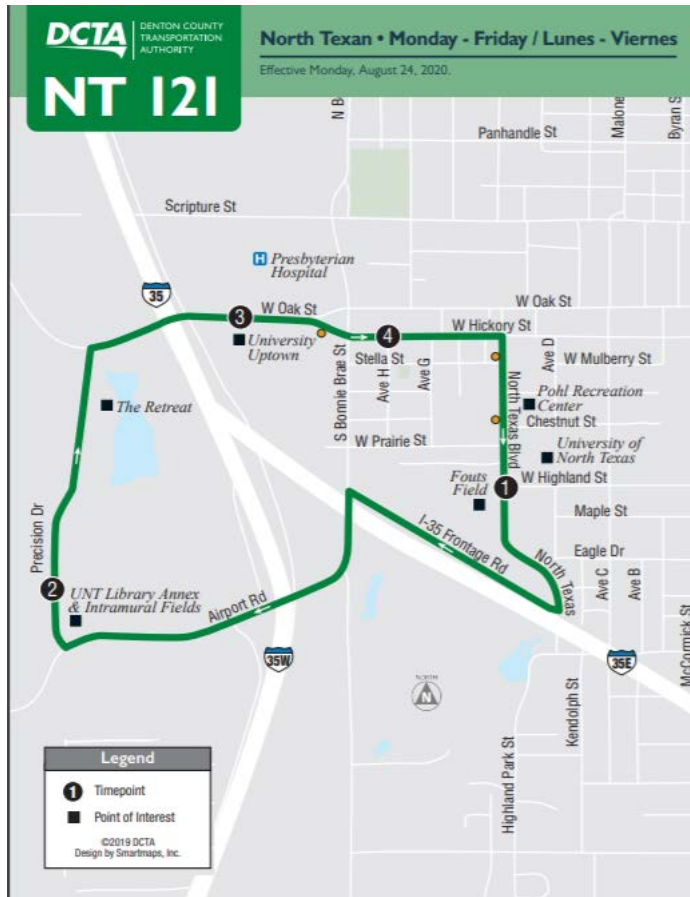 DCTA
DENTON COUNTY
TRANSPORTATION
AUTHORITY
NT 121
North Texan • Monday - Friday / Lunes - Viernes
Effective Monday, August 24, 2020.
N B
Panhandle St
Malone
Byran S
Scripture St
H Presbyterian
Hospital
35
W Oak St
W Oak St
3
4
W Hickory St
University
Uptown
Stella St
Ave D
W Mulberry St
S Bonnie Brae St
Ave H
Ave G
North Texas Blvd
The Retreat
Pohl Recreation
Center
Chestnut St
W Prairie St
University of
North Texas
Fouts
Field
1
W Highland St
Maple St
Precision Dr
I-35 Frontage Rd
North Texas
Eagle Dr
2
UNT Library Annex
& Intramural Fields
Airport Rd
Ave C
Ave B
35W
35E
McCormick St
NORTH
N
Kendolph St
Highland Park St
Legend
1 Timepoint
Point of Interest
©2019 DCTA
Design by Smartmaps, Inc.